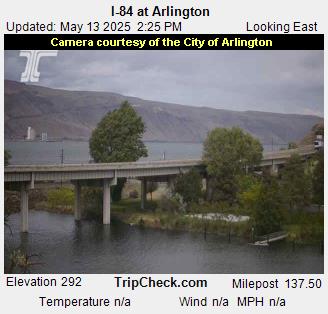 I-84 at Arlington
Updated: May 13 2025 2:25 PM Looking East
Camera courtesy of the City of Arlington
Elevation 292 TripCheck.com Milepost 137.50
Temperature n/a Wind n/a MPH n/a